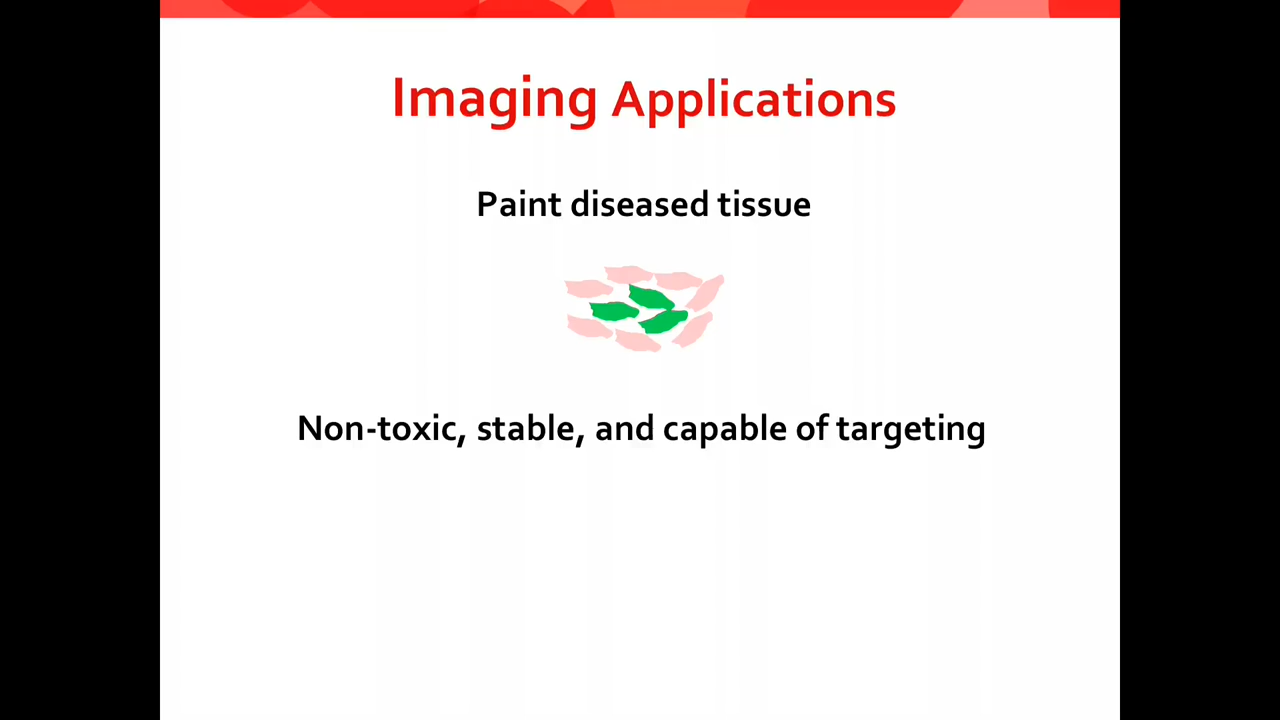 Imaging Applications
Paint diseased tissue
Non-toxic, stable, and capable of targeting